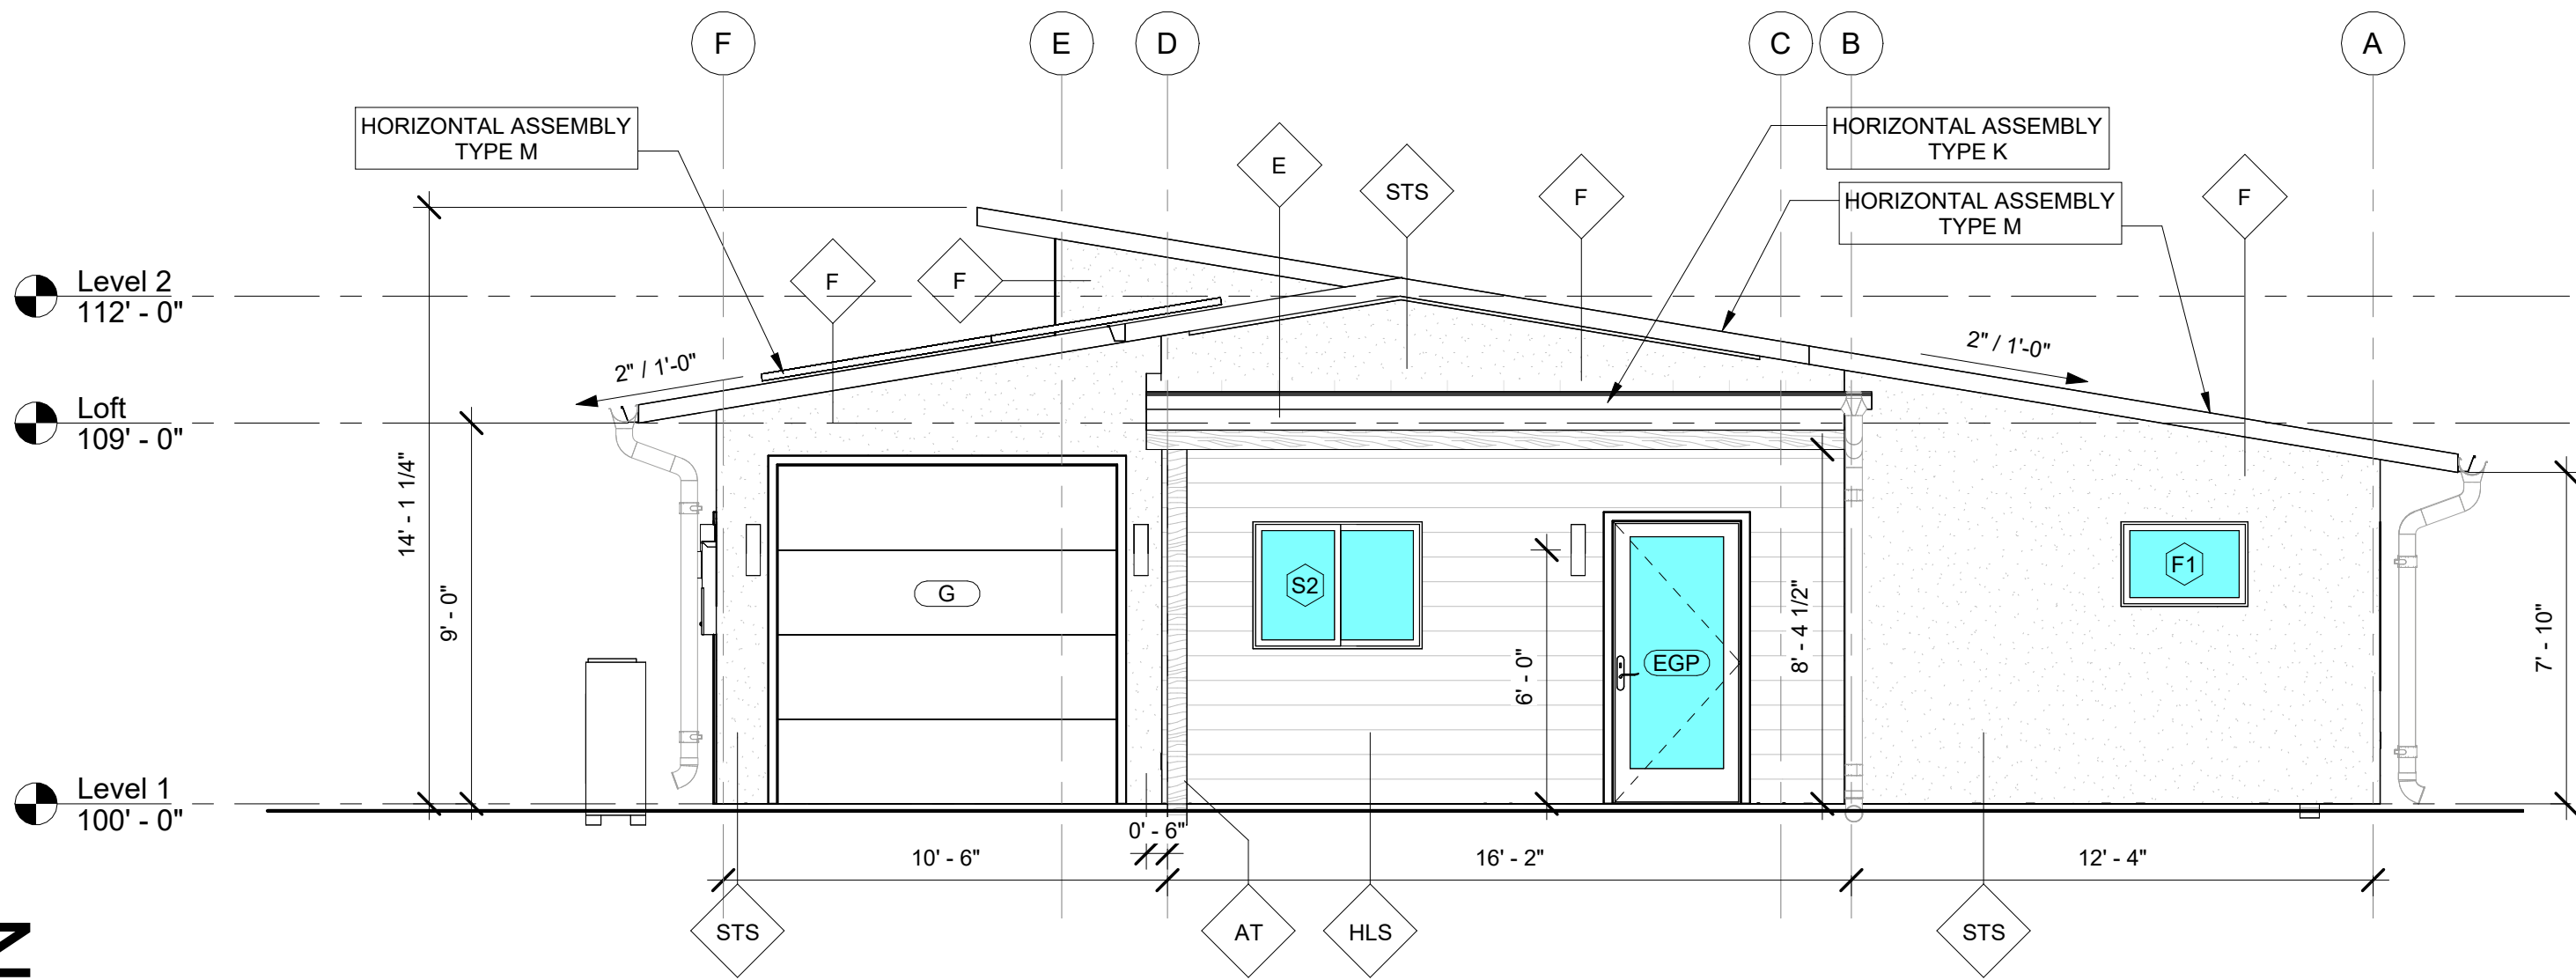 F
E
D
C
B
A
HORIZONTAL ASSEMBLY
TYPE M
HORIZONTAL ASSEMBLY
TYPE K
HORIZONTAL ASSEMBLY
TYPE M
E
STS
F
F
F
F
Level 2
112' - 0"
Loft
109' - 0"
Level 1
100' - 0"
2" / 1'-0"
2" / 1'-0"
14' - 1 1/4"
9' - 0"
G
S2
EGP
F1
6' - 0"
8' - 4 1/2"
7' - 10"
0' - 6"
10' - 6"
16' - 2"
12' - 4"
STS
AT
HLS
STS
N